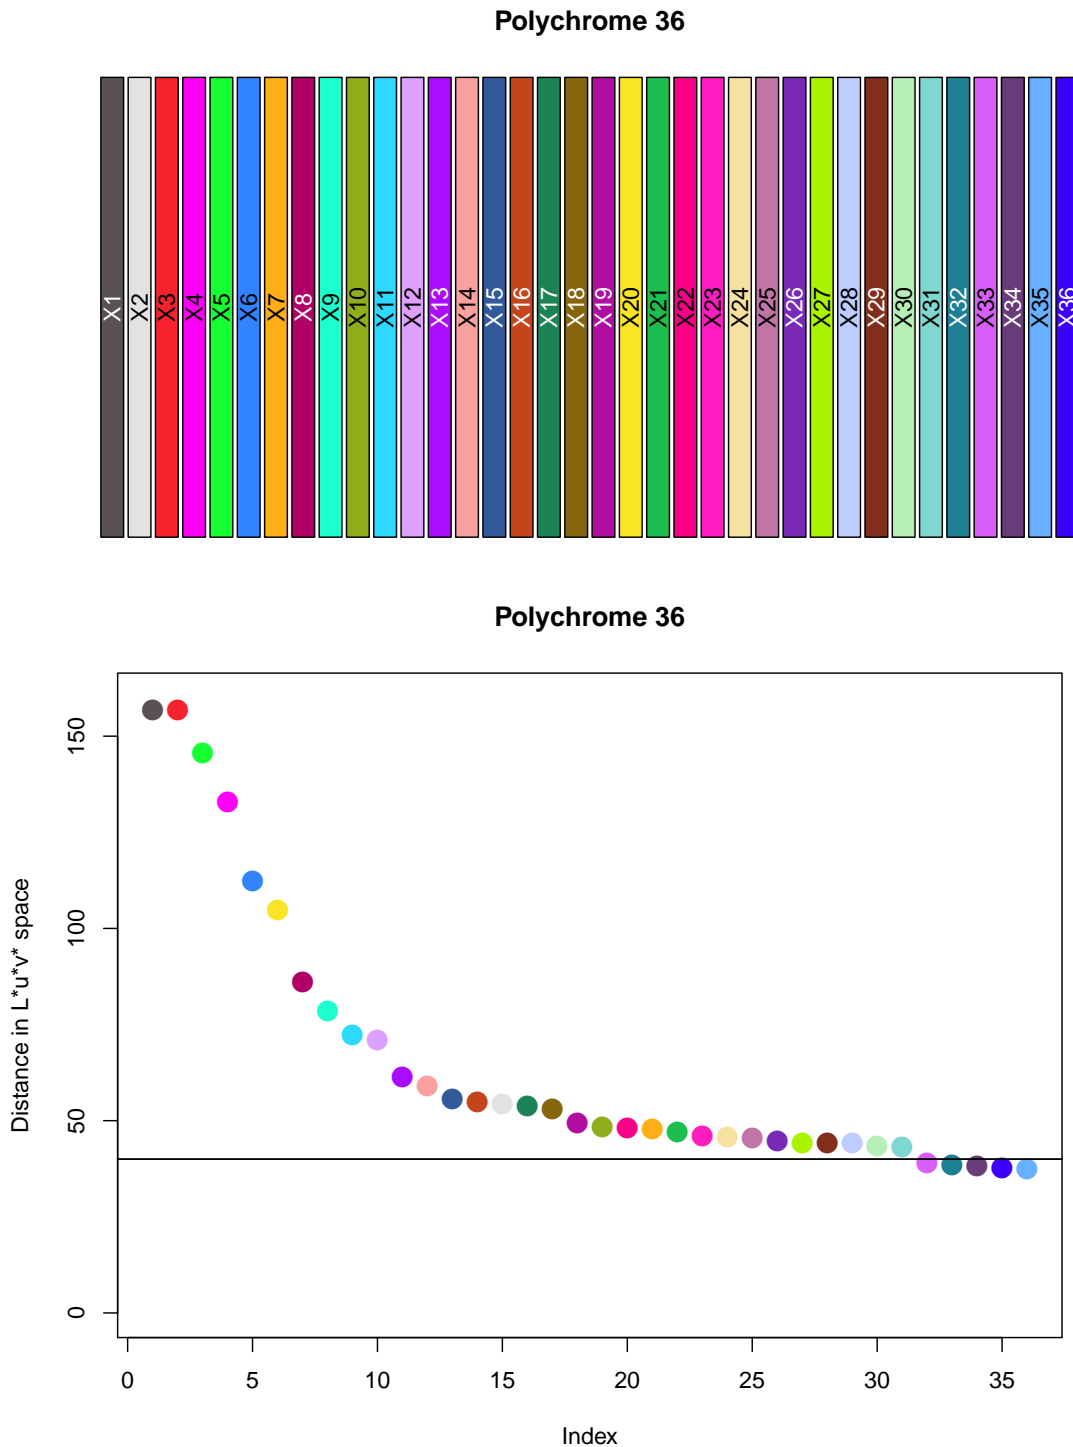 Polychrome 36
X1 X2 X3 X4 X5 X6 X7 X8 X9 X10 X11 X12 X13 X14 X15 X16 X17 X18 X19 X20 X21 X22 X23 X24 X25 X26 X27 X28 X29 X30 X31 X32 X33 X34 X35 X36
Polychrome 36
Distance in L*u*v* space
150
100
50
0
0 5 10 15 20 25 30 35
Index